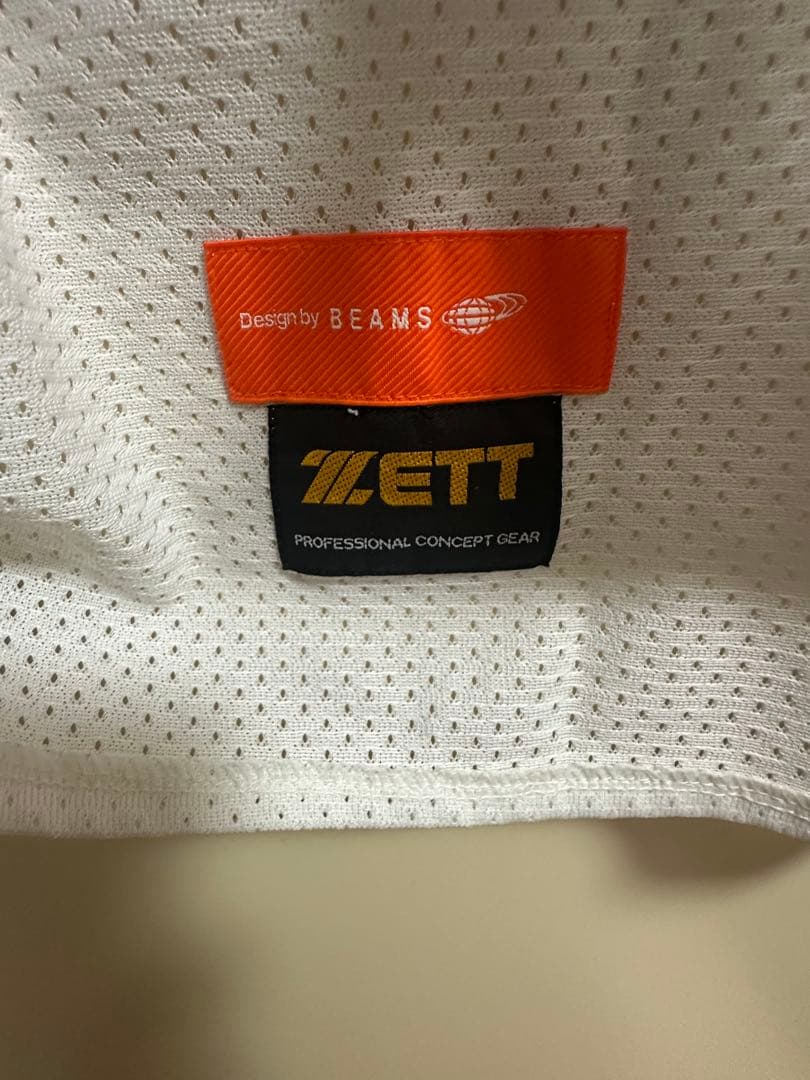 Design by BEAMS
ZETT
PROFESSIONAL CONCEPT GEAR